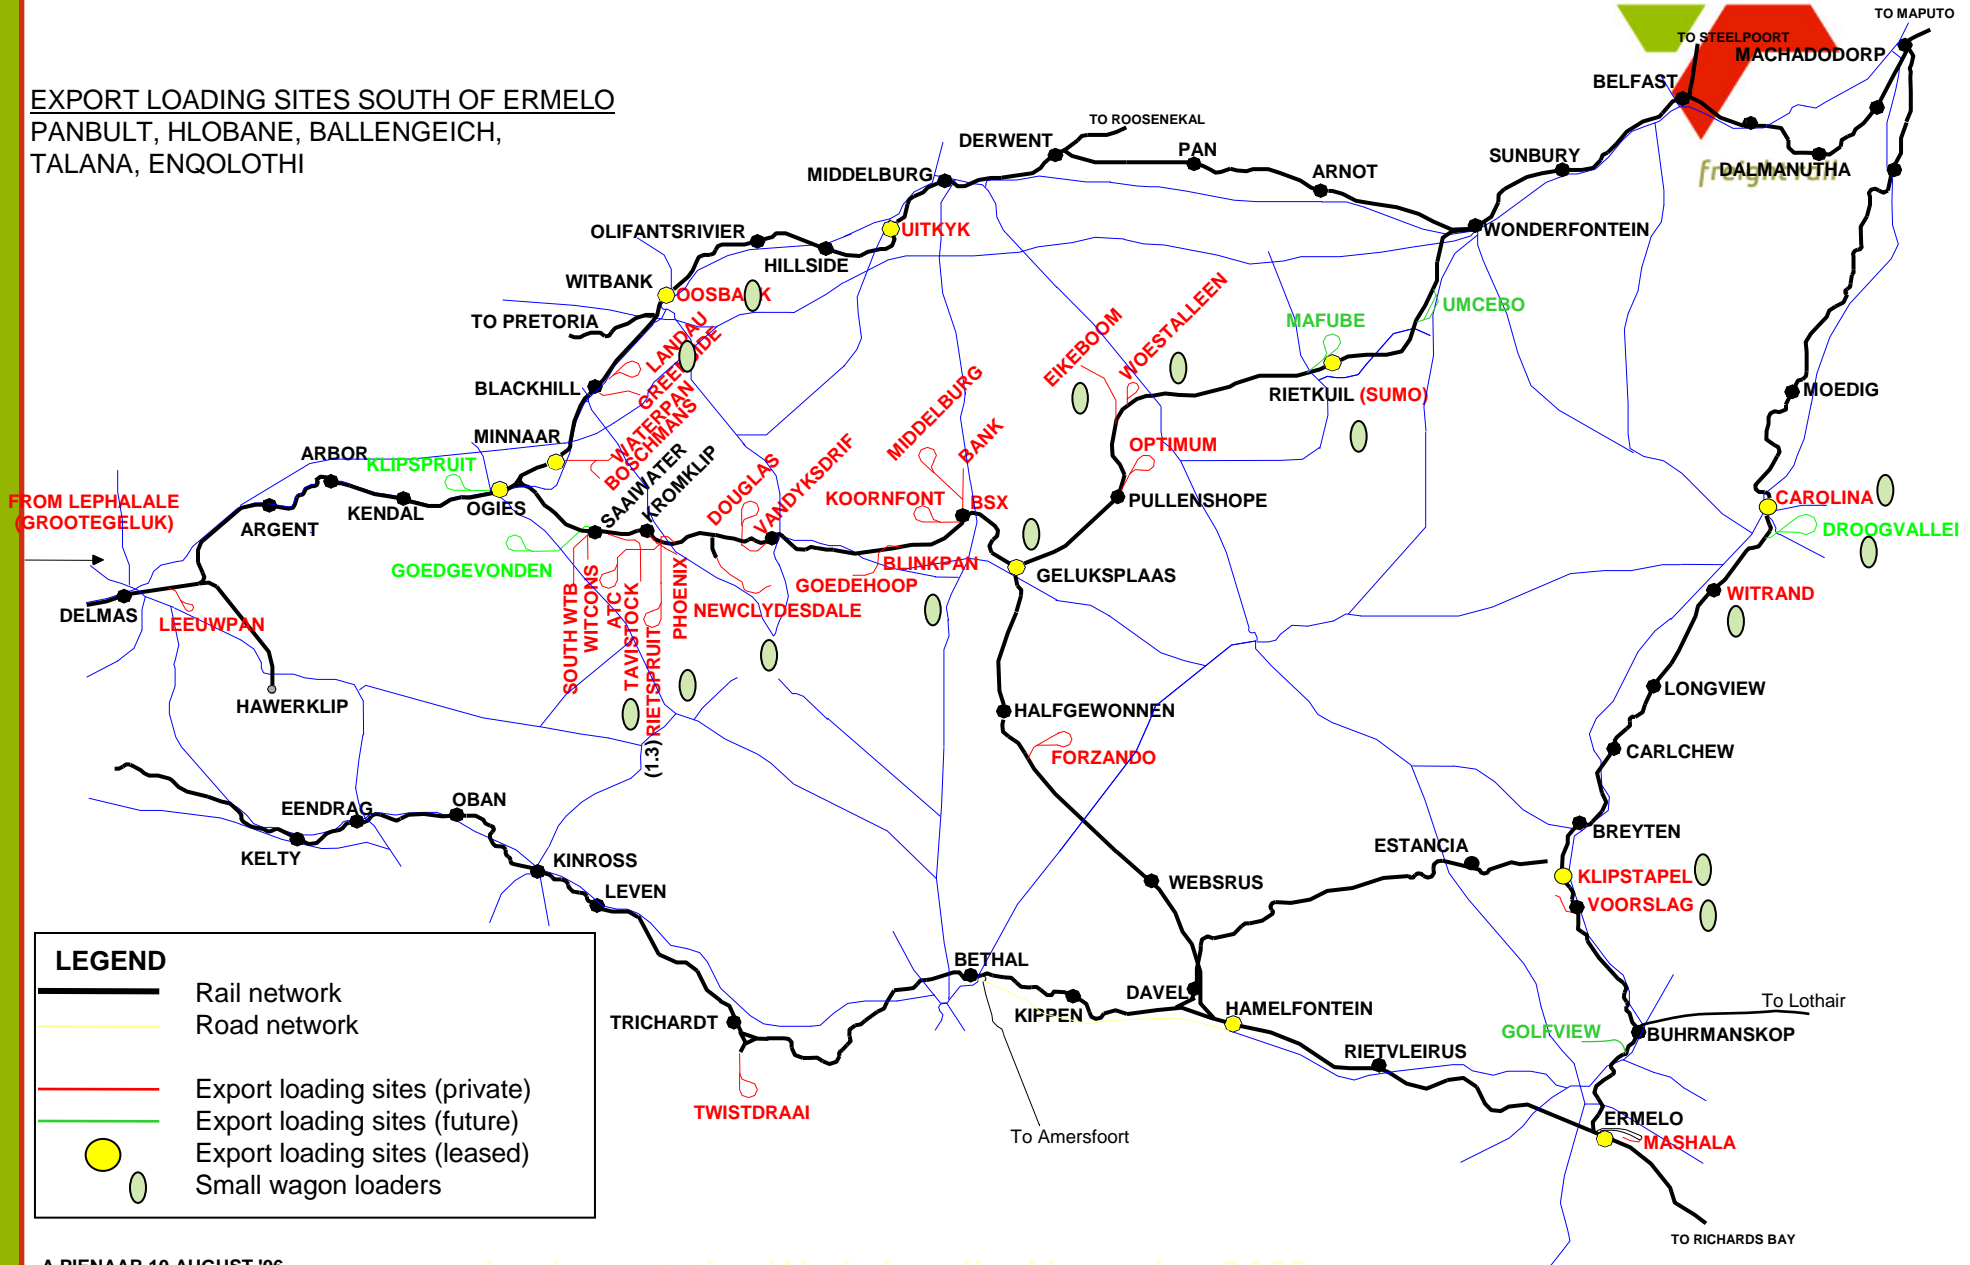 TO MAPUTO
TO STEELPOORT
MACHADODORP
BELFAST
EXPORT LOADING SITES SOUTH OF ERMELO
PANBULT, HLOBANE, BALLENGEICH,
TALANA, ENQOLOTHI
TO ROOSENEKAL
DERWENT
PAN
ARNOT
SUNBURY
DALMANUTHA
freight rail
MIDDELBURG
UITKYK
WONDERFONTEIN
OLIFANTSRIVIER
HILLSIDE
WITBANK
OOSBANK
TO PRETORIA
LANDAU
GREENSIDE
WATERPAN
BOSCHMANS
BLACKHILL
MINNAAR
SAAIWATER
KROMKLIP
DOUGLAS
VANDYKSDRIF
MIDDELBURG
BANK
EIKEBOOM
WOESTALLEEN
MAFUBE
UMCEBO
RIETKUIL (SUMO)
MOEDIG
OPTIMUM
PULLENSHOPE
ARBOR
KLIPSPRUIT
FROM LEPHALALE
(GROOTEGELUK)
ARGENT
KENDAL
OGIES
KOORNFONT
BSX
CAROLINA
DROOGVALLEI
GOEDGEVONDEN
BLINKPAN
GOEDEHOOP
GELUKSPLAAS
WITRAND
DELMAS
LEEUWPAN
SOUTH WTB
WITCONS
ATC
TAVISTOCK
(1.3) RIETSPRUIT
PHOENIX
NEWCLYDESDALE
HAWERKLIP
HALFGEWONNEN
FORZANDO
LONGVIEW
CARLCHEW
EENDRAG
OBAN
KELTY
KINROSS
LEVEN
BREYTEN
ESTANCIA
WEBSRUS
KLIPSTAPEL
VOORSLAG
LEGEND
Rail network
Road network
Export loading sites (private)
Export loading sites (future)
Export loading sites (leased)
Small wagon loaders
BETHAL
KIPPEN
DAVEL
HAMELFONTEIN
To Lothair
TRICHARDT
GOLFVIEW
BUHRMANSKOP
RIETVLEIRUS
TWISTDRAAI
To Amersfoort
ERMELO
MASHALA
TO RICHARDS BAY
A PIENAAR 10 AUGUST '06